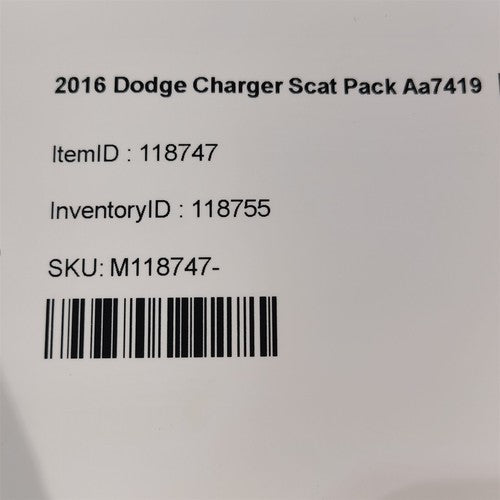 2016 Dodge Charger Scat Pack Aa7419
ItemID : 118747
InventoryID : 118755
SKU: M118747-